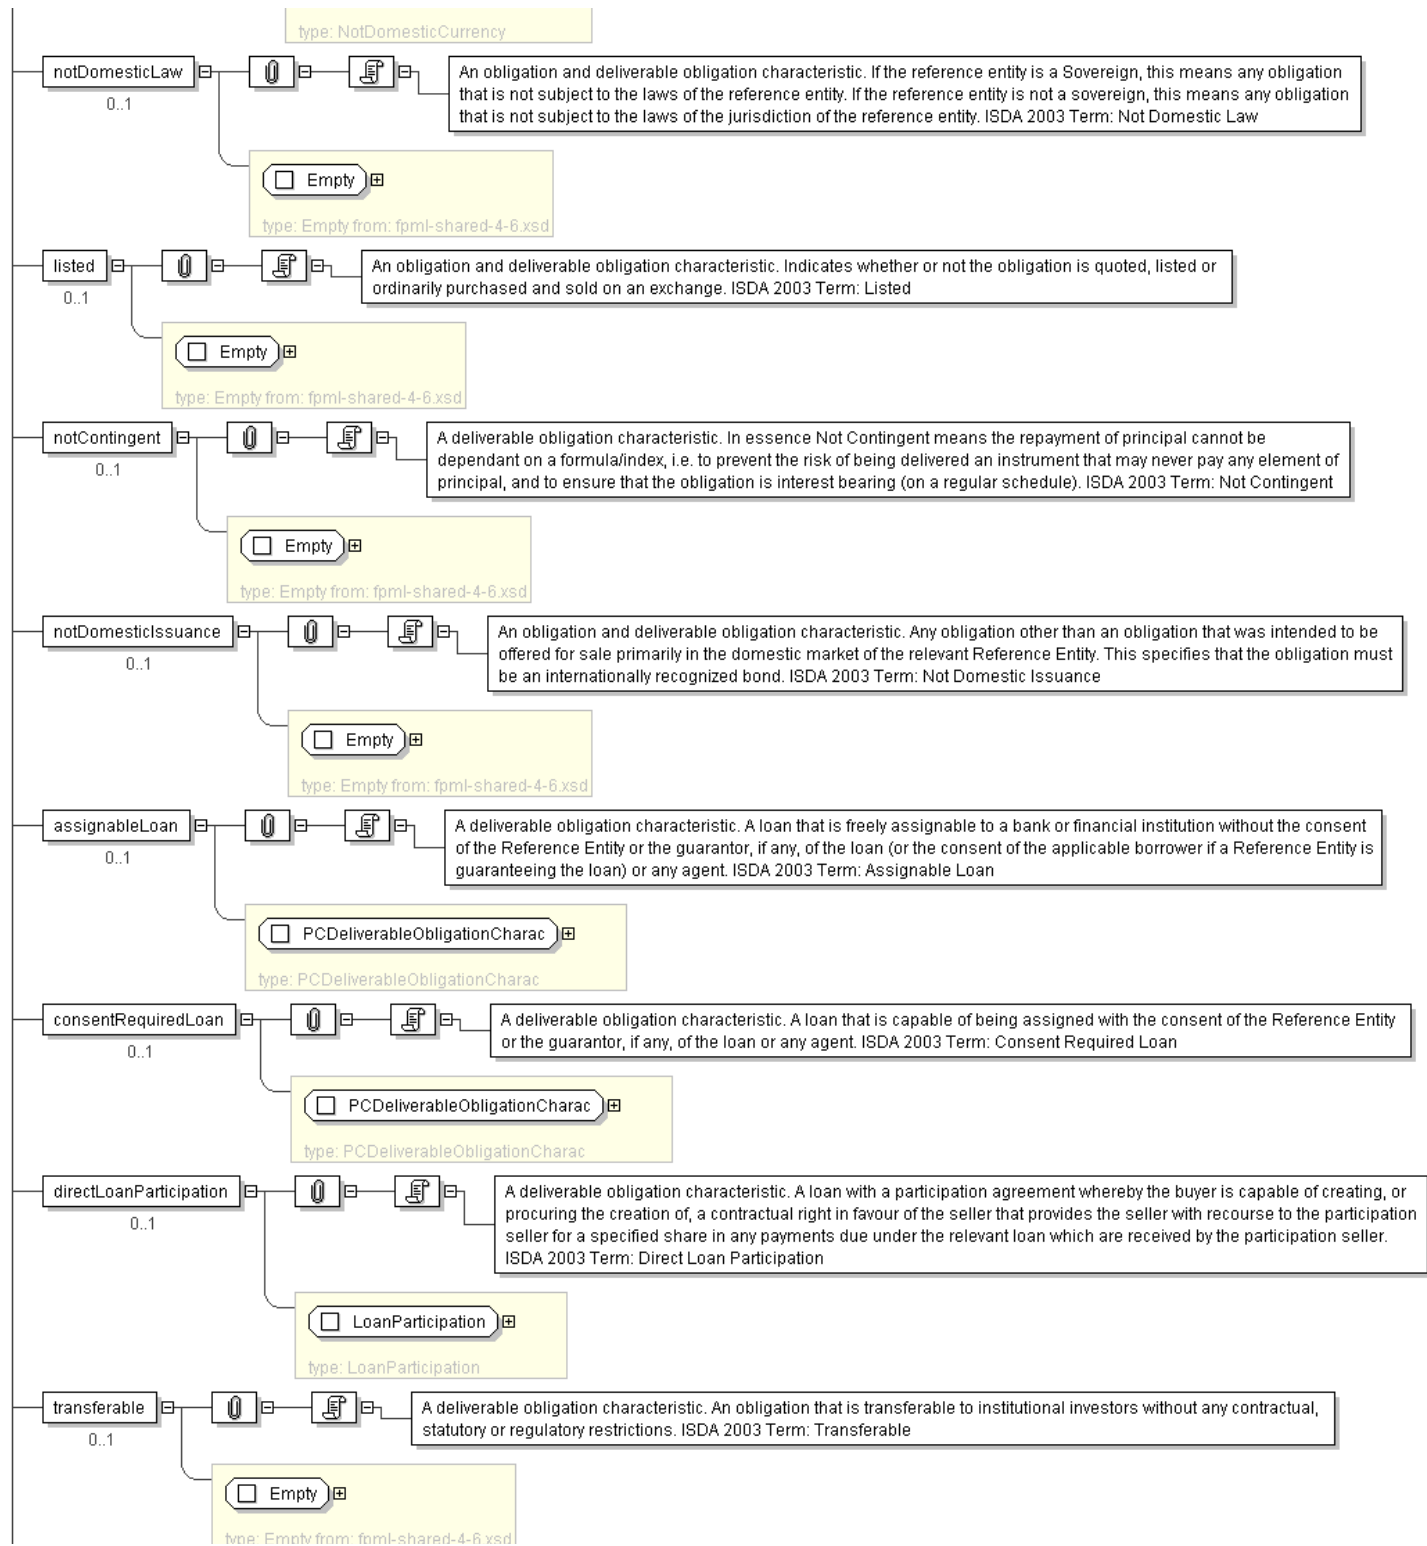 type: NotDomesticCurrency
notDomesticLaw
0..1
An obligation and deliverable obligation characteristic. If the reference entity is a Sovereign, this means any obligation
that is not subject to the laws of the reference entity. If the reference entity is not a sovereign, this means any obligation
that is not subject to the laws of the jurisdiction of the reference entity. ISDA 2003 Term: Not Domestic Law
Empty
type: Empty from: fpml-shared-4-6.xsd
listed
0..1
An obligation and deliverable obligation characteristic. Indicates whether or not the obligation is quoted, listed or
ordinarily purchased and sold on an exchange. ISDA 2003 Term: Listed
Empty
type: Empty from: fpml-shared-4-6.xsd
notContingent
0..1
A deliverable obligation characteristic. In essence Not Contingent means the repayment of principal cannot be
dependant on a formula/index, i.e. to prevent the risk of being delivered an instrument that may never pay any element of
principal, and to ensure that the obligation is interest bearing (on a regular schedule). ISDA 2003 Term: Not Contingent
Empty
type: Empty from: fpml-shared-4-6.xsd
notDomesticIssuance
0..1
An obligation and deliverable obligation characteristic. Any obligation other than an obligation that was intended to be
offered for sale primarily in the domestic market of the relevant Reference Entity. This specifies that the obligation must
be an internationally recognized bond. ISDA 2003 Term: Not Domestic Issuance
Empty
type: Empty from: fpml-shared-4-6.xsd
assignableLoan
0..1
A deliverable obligation characteristic. A loan that is freely assignable to a bank or financial institution without the consent
of the Reference Entity or the guarantor, if any, of the loan (or the consent of the applicable borrower if a Reference Entity is
guaranteeing the loan) or any agent. ISDA 2003 Term: Assignable Loan
PCDeliverableObligationCharac
type: PCDeliverableObligationCharac
consentRequiredLoan
0..1
A deliverable obligation characteristic. A loan that is capable of being assigned with the consent of the Reference Entity
or the guarantor, if any, of the loan or any agent. ISDA 2003 Term: Consent Required Loan
PCDeliverableObligationCharac
type: PCDeliverableObligationCharac
directLoanParticipation
0..1
A deliverable obligation characteristic. A loan with a participation agreement whereby the buyer is capable of creating, or
procuring the creation of, a contractual right in favour of the seller that provides the seller with recourse to the participation
seller for a specified share in any payments due under the relevant loan which are received by the participation seller.
ISDA 2003 Term: Direct Loan Participation
LoanParticipation
type: LoanParticipation
transferable
0..1
A deliverable obligation characteristic. An obligation that is transferable to institutional investors without any contractual,
statutory or regulatory restrictions. ISDA 2003 Term: Transferable
Empty
type: Empty from: fpml-shared-4-6.xsd